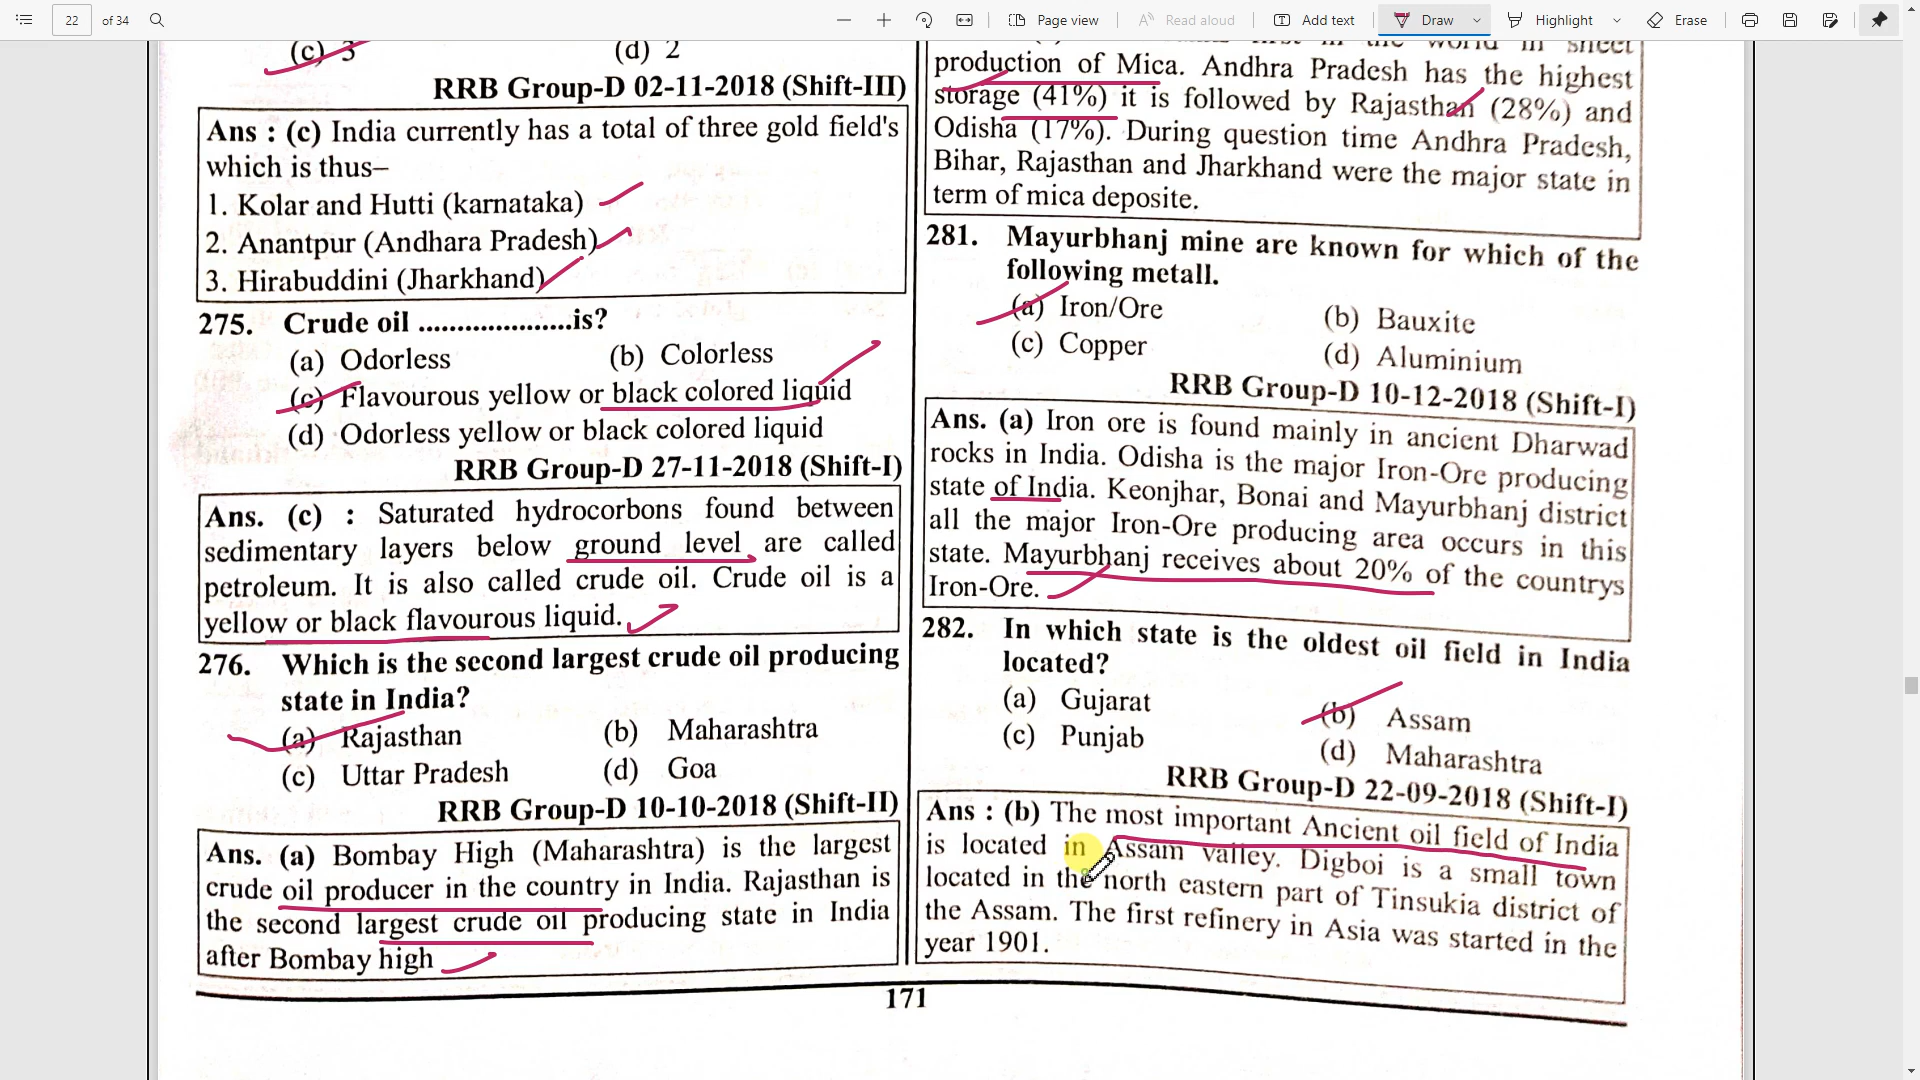 22 of 34
Page view
Read aloud
Add text
Draw
Highlight
Erase
(c) 3 (d) 2
RRB Group-D 02-11-2018 (Shift-III)
Ans : (c) India currently has a total of three gold field's
which is thus–
1. Kolar and Hutti (karnataka)
2. Anantpur (Andhara Pradesh)
3. Hirabuddini (Jharkhand)
275. Crude oil .....................is?
(a) Odorless (b) Colorless
(c) Flavourous yellow or black colored liquid
(d) Odorless yellow or black colored liquid
RRB Group-D 27-11-2018 (Shift-I)
Ans. (c) : Saturated hydrocorbons found between
sedimentary layers below ground level are called
petroleum. It is also called crude oil. Crude oil is a
yellow or black flavourous liquid.
276. Which is the second largest crude oil producing
state in India?
(a) Rajasthan (b) Maharashtra
(c) Uttar Pradesh (d) Goa
RRB Group-D 10-10-2018 (Shift-II)
Ans. (a) Bombay High (Maharashtra) is the largest
crude oil producer in the country in India. Rajasthan is
the second largest crude oil producing state in India
after Bombay high
in the world in sheet
production of Mica. Andhra Pradesh has the highest
storage (41%) it is followed by Rajasthan (28%) and
Odisha (17%). During question time Andhra Pradesh,
Bihar, Rajasthan and Jharkhand were the major state in
term of mica deposite.
281. Mayurbhanj mine are known for which of the
following metall.
(a) Iron/Ore (b) Bauxite
(c) Copper (d) Aluminium
RRB Group-D 10-12-2018 (Shift-I)
Ans. (a) Iron ore is found mainly in ancient Dharwad
rocks in India. Odisha is the major Iron-Ore producing
state of India. Keonjhar, Bonai and Mayurbhanj district
all the major Iron-Ore producing area occurs in this
state. Mayurbhanj receives about 20% of the countrys
Iron-Ore.
282. In which state is the oldest oil field in India
located?
(a) Gujarat (b) Assam
(c) Punjab (d) Maharashtra
RRB Group-D 22-09-2018 (Shift-I)
Ans : (b) The most important Ancient oil field of India
is located in Assam valley. Digboi is a small town
located in the north eastern part of Tinsukia district of
the Assam. The first refinery in Asia was started in the
year 1901.
171